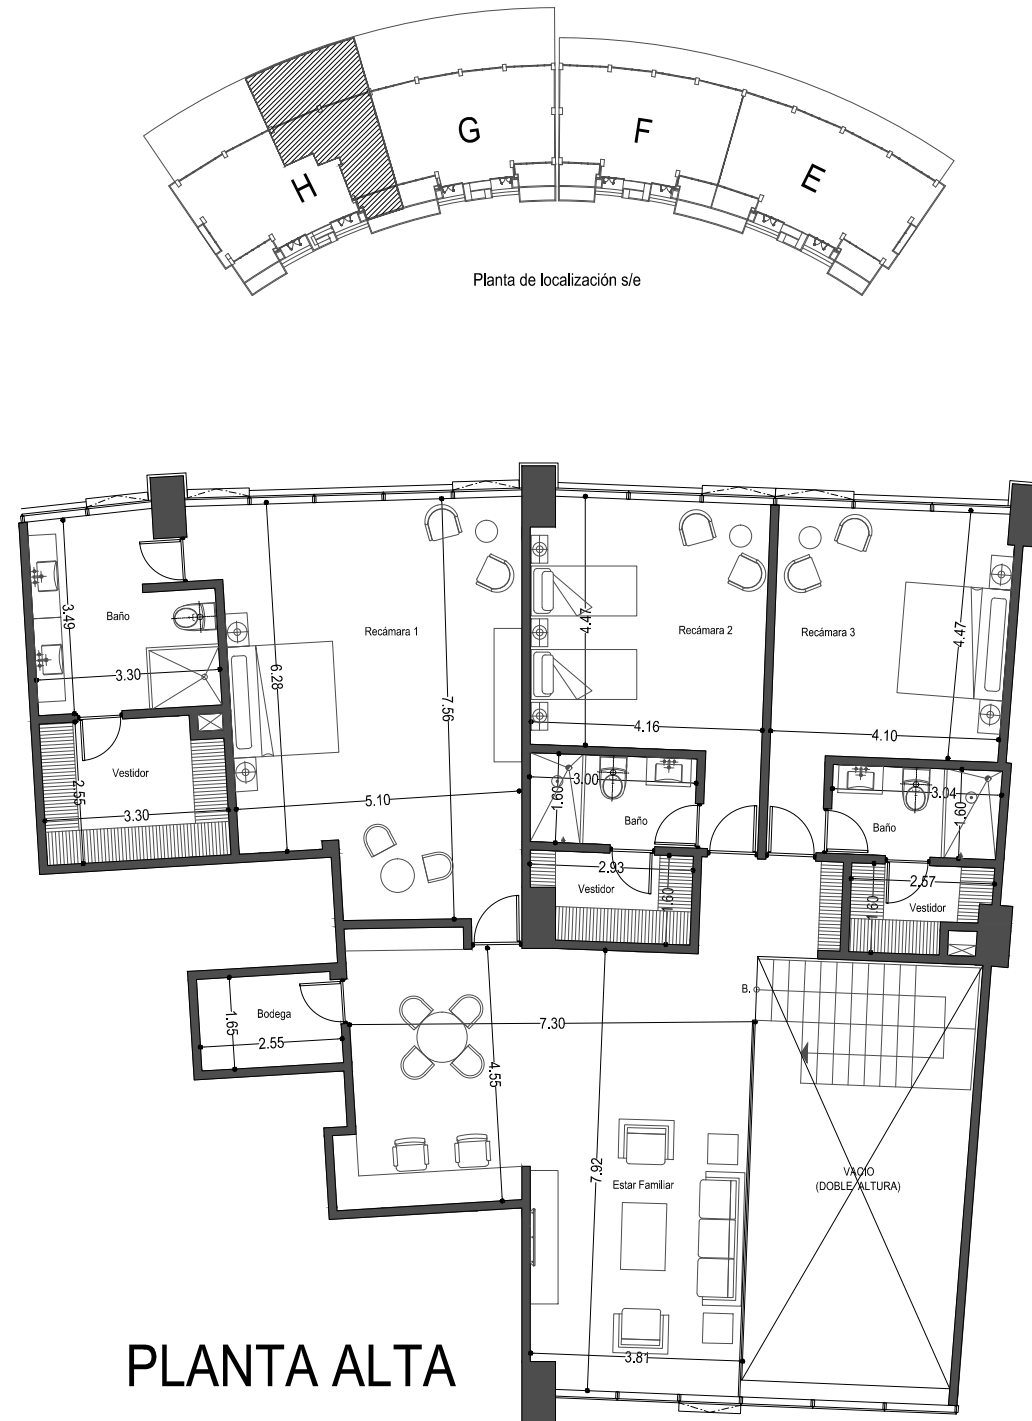 G
F
H
E
Planta de localización s/e
3.49
Baño
3.30
6.28
Recámara 1
7.56
4.47
Recámara 2
4.16
Recámara 3
4.47
4.10
Vestidor
2.55
3.30
5.10
3.00
1.60
Baño
3.04
1.60
Baño
2.93
Vestidor
1.60
2.57
Vestidor
1.60
Bodega
1.65
2.55
7.30
4.55
B.
7.92
Estar Familiar
VACIO
(DOBLE ALTURA)
3.81
PLANTA ALTA